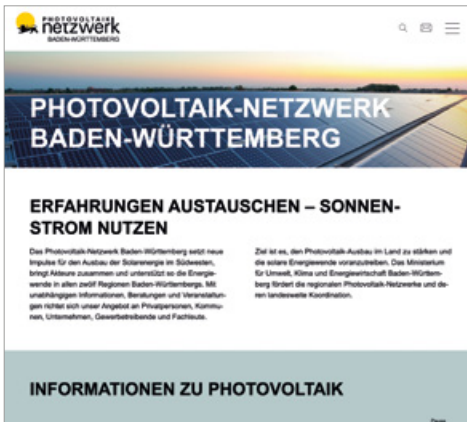 PHOTOVOLTAIK
netzwerk
BADEN-WÜRTTEMBERG
PHOTOVOLTAIK-NETZWERK
BADEN-WÜRTTEMBERG
ERFAHRUNGEN AUSTAUSCHEN – SONNEN-
STROM NUTZEN
Das Photovoltaik-Netzwerk Baden-Württemberg setzt neue
Impulse für den Ausbau der Solarenergie im Südwesten,
bringt Akteure zusammen und unterstützt so die Energie-
wende in allen zwölf Regionen Baden-Württembergs. Mit
unabhängigen Informationen, Beratungen und Veranstaltun-
gen richtet sich unser Angebot an Privatpersonen, Kommu-
nen, Unternehmen, Gewerbetreibende und Fachleute.
Ziel ist es, den Photovoltaik-Ausbau im Land zu stärken und
die solare Energiewende voranzutreiben. Das Ministerium
für Umwelt, Klima und Energiewirtschaft Baden-Württem-
berg fördert die regionalen Photovoltaik-Netzwerke und de-
ren landesweite Koordination.
INFORMATIONEN ZU PHOTOVOLTAIK